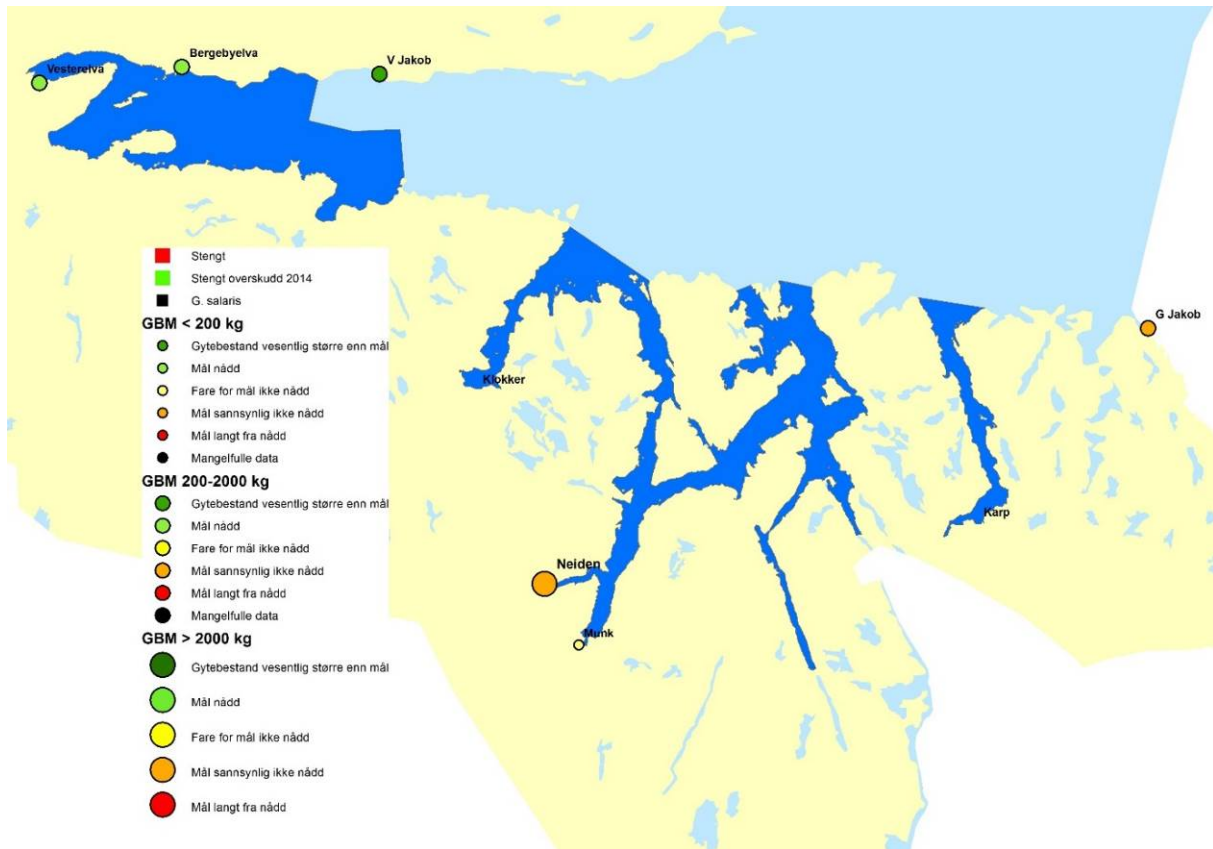 Bergebyelva
V Jakob
Vesterelva
Stengt
Stengt overskudd 2014
G. salaris
GBM < 200 kg
Gytebestand vesentlig større enn mål
Mål nådd
Fare for mål ikke nådd
Mål sannsynlig ikke nådd
Mål langt fra nådd
Mangelfulle data
GBM 200-2000 kg
Gytebestand vesentlig større enn mål
Mål nådd
Fare for mål ikke nådd
Mål sannsynlig ikke nådd
Mål langt fra nådd
Mangelfulle data
GBM > 2000 kg
Gytebestand vesentlig større enn mål
Mål nådd
Fare for mål ikke nådd
Mål sannsynlig ikke nådd
Mål langt fra nådd
G Jakob
Klokker
Karp
Neiden
Munk